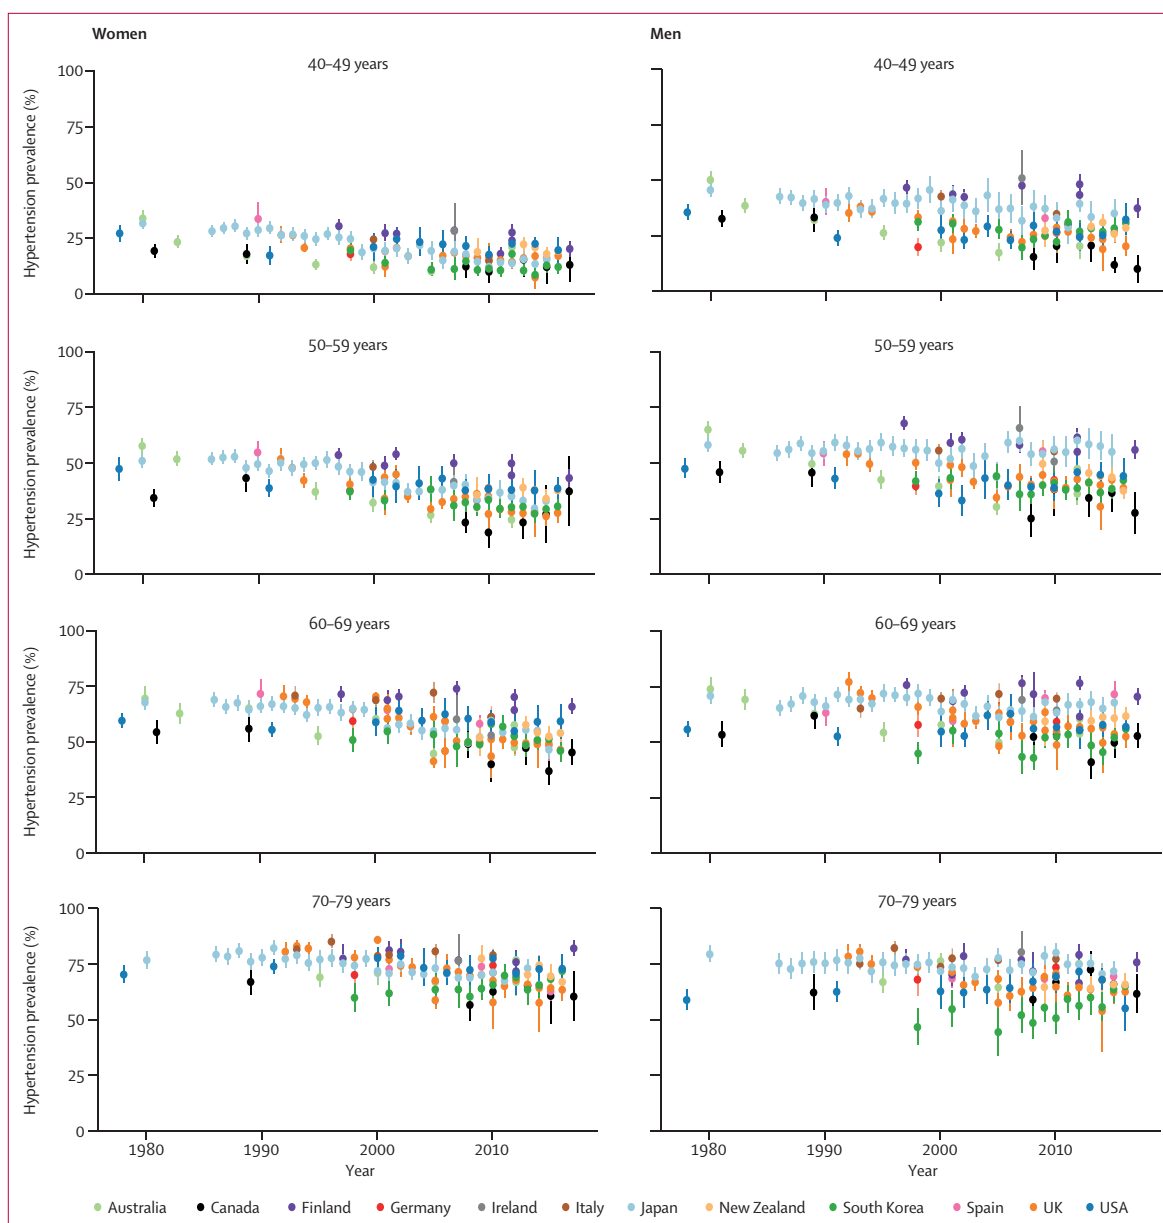 Women
Men
40–49 years
40–49 years
Hypertension prevalence (%)
100
75
50
25
0
50–59 years
50–59 years
Hypertension prevalence (%)
100
75
50
25
0
60–69 years
60–69 years
Hypertension prevalence (%)
100
75
50
25
0
70–79 years
70–79 years
Hypertension prevalence (%)
100
75
50
25
0
1980 1990 2000 2010
1980 1990 2000 2010
Year
Year
Australia Canada Finland Germany Ireland Italy Japan New Zealand South Korea Spain UK USA